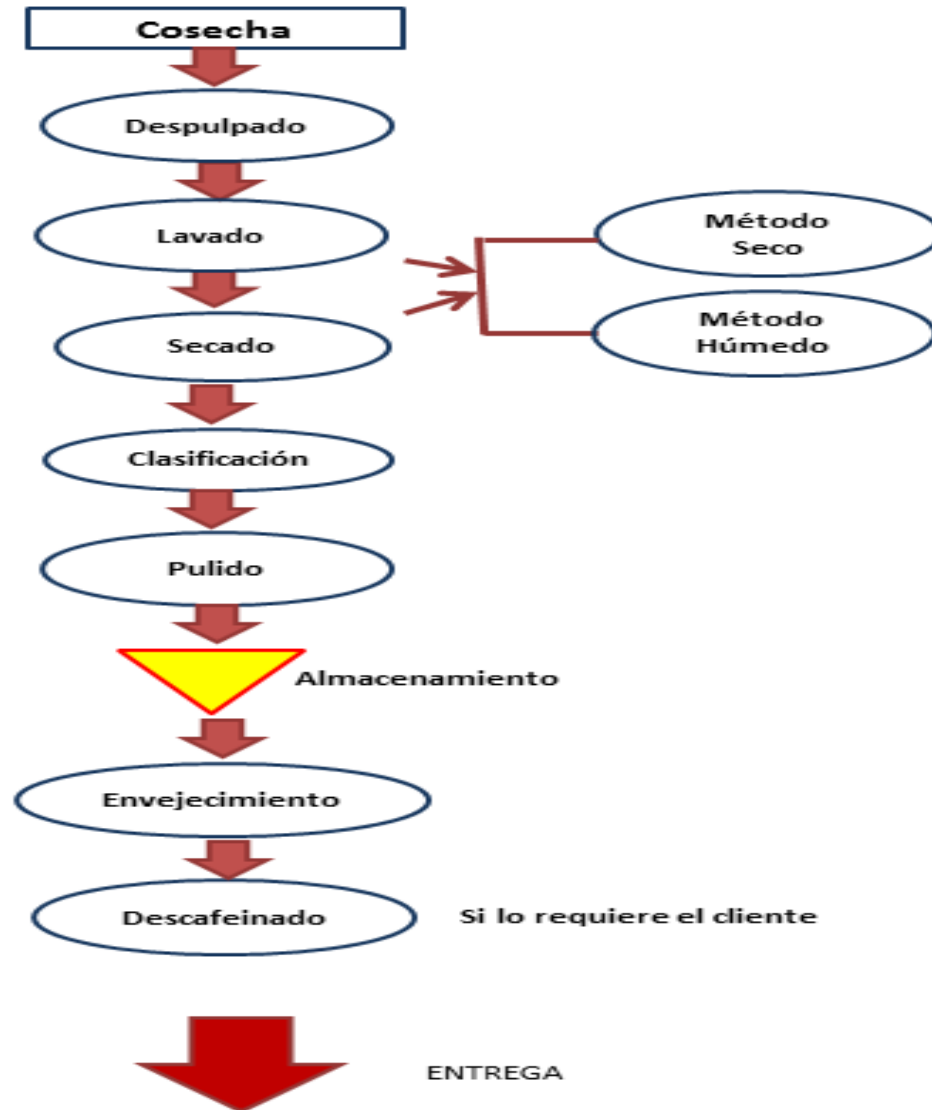 Cosecha
Despulpado
Lavado
Método
Seco
Método
Húmedo
Secado
Clasificación
Pulido
Almacenamiento
Envejecimiento
Descafeinado
Si lo requiere el cliente
ENTREGA